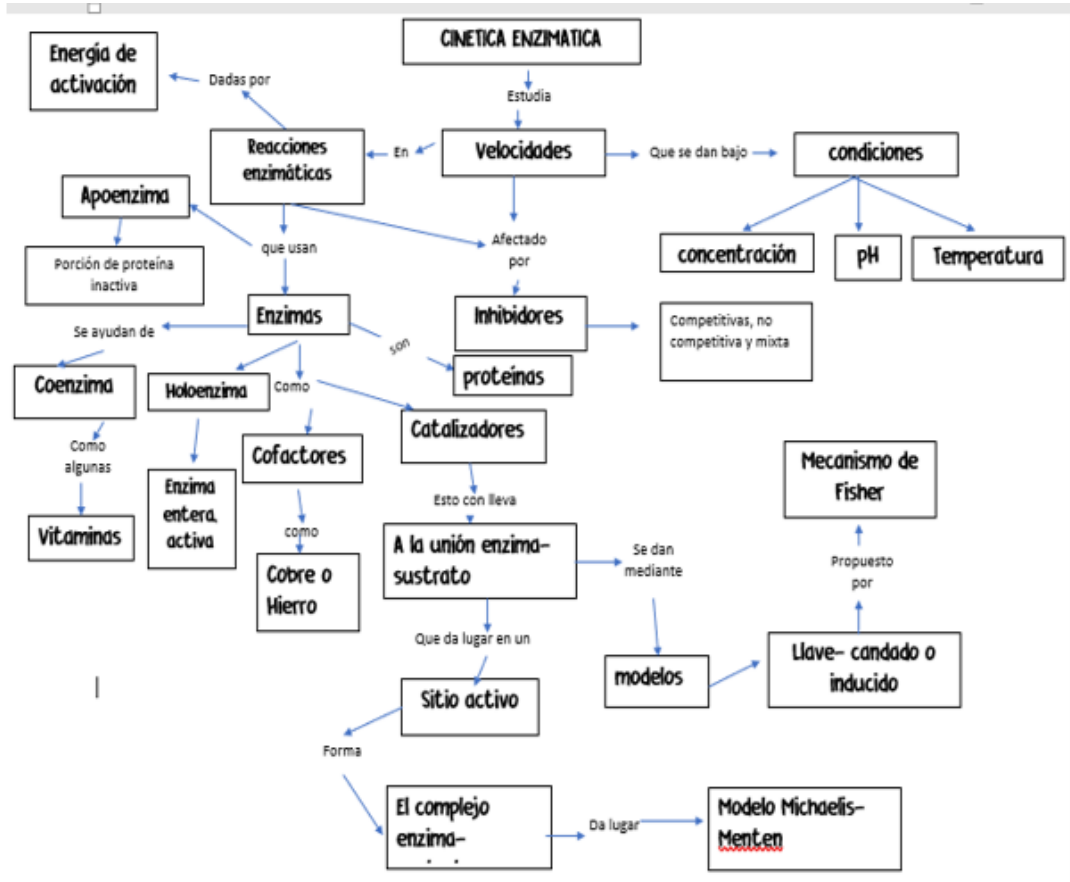 CINETICA ENZIMATICA
Energía de
activación
Dadas por
Estudia
Reacciones
enzimáticas
En
Velocidades
Que se dan bajo
condiciones
Apoenzima
Porción de proteína
inactiva
que usan
Afectado
por
concentración
pH
Temperatura
Enzimas
Inhibidores
Competitivas, no
competitiva y mixta
Se ayudan de
son
proteínas
Coenzima
Holoenzima
Como
Catalizadores
Como
algunas
Cofactores
Vitaminas
Enzima
entera,
activa
como
Cobre o
Hierro
Esto con lleva
A la unión enzima-
sustrato
Se dan
mediante
Mecanismo de
Fisher
Propuesto
por
Que da lugar en un
modelos
Llave- candado o
inducido
Sitio activo
Forma
El complejo
enzima-
Da lugar
Modelo Michaelis-
Menten